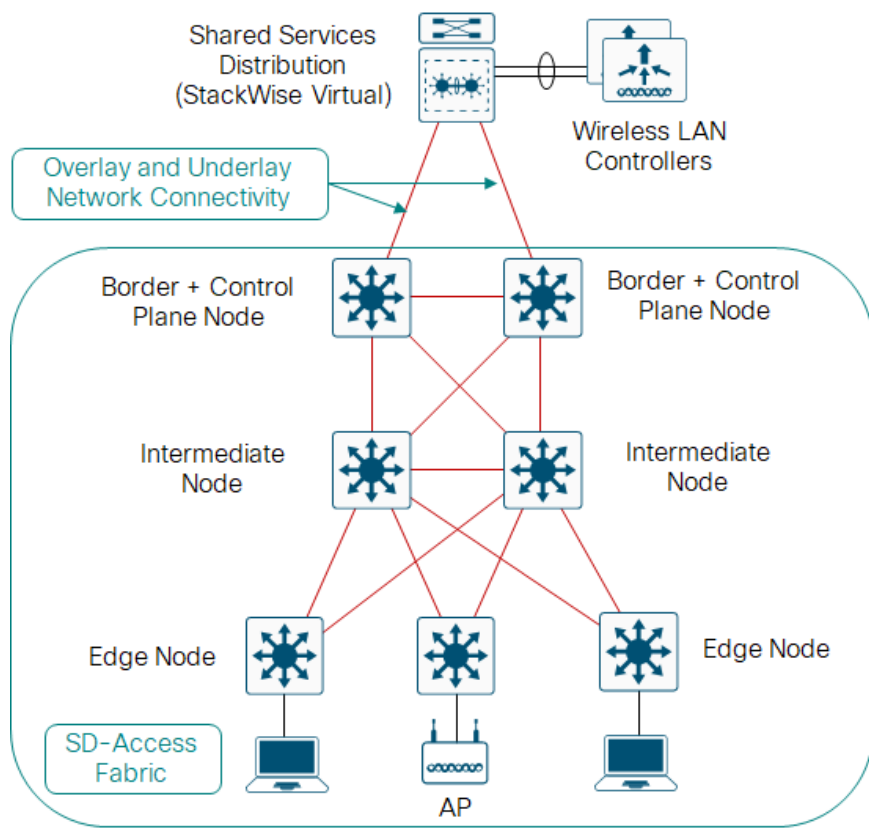 Shared Services
Distribution
(StackWise Virtual)
Wireless LAN
Controllers
Overlay and Underlay
Network Connectivity
Border + Control
Plane Node
Border + Control
Plane Node
Intermediate
Node
Intermediate
Node
Edge Node
Edge Node
SD-Access
Fabric
AP